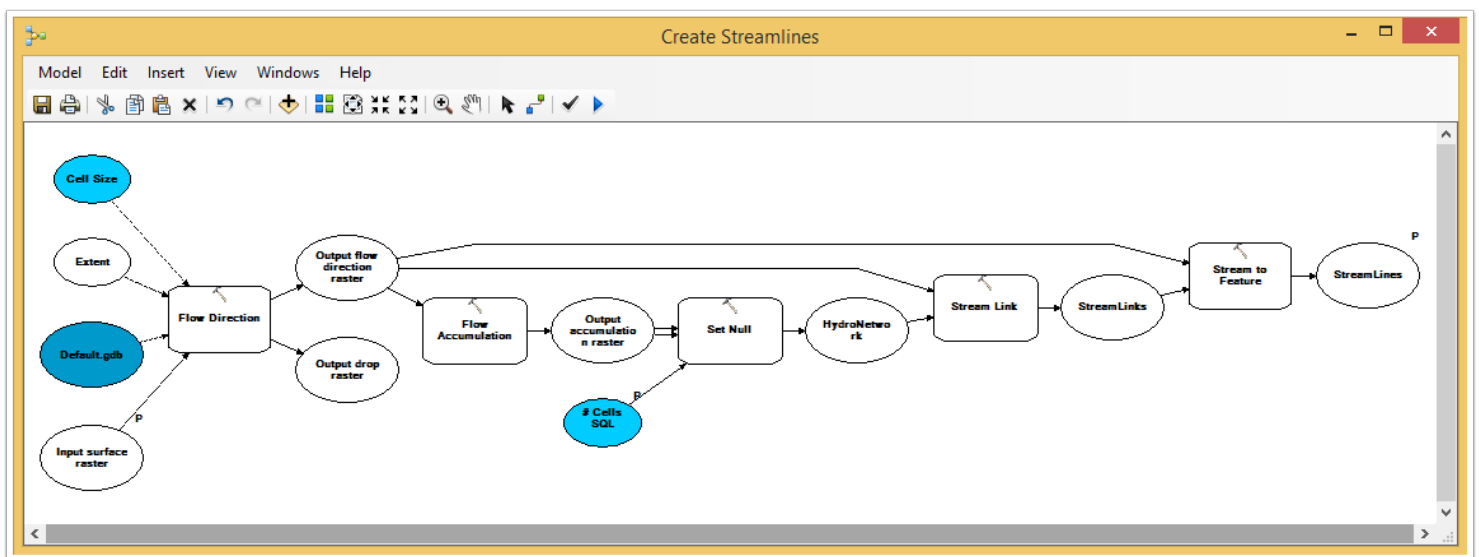 Create Streamlines
Model Edit Insert View Windows Help
Cell Size
Extent
Default.gdb
Input surface
raster
P
Flow Direction
Output flow
direction
raster
Output drop
raster
Flow
Accumulation
Output
accumulatio
n raster
# Cells
SQL
P
Set Null
HydroNetwo
rk
Stream Link
StreamLinks
Stream to
Feature
StreamLines
P